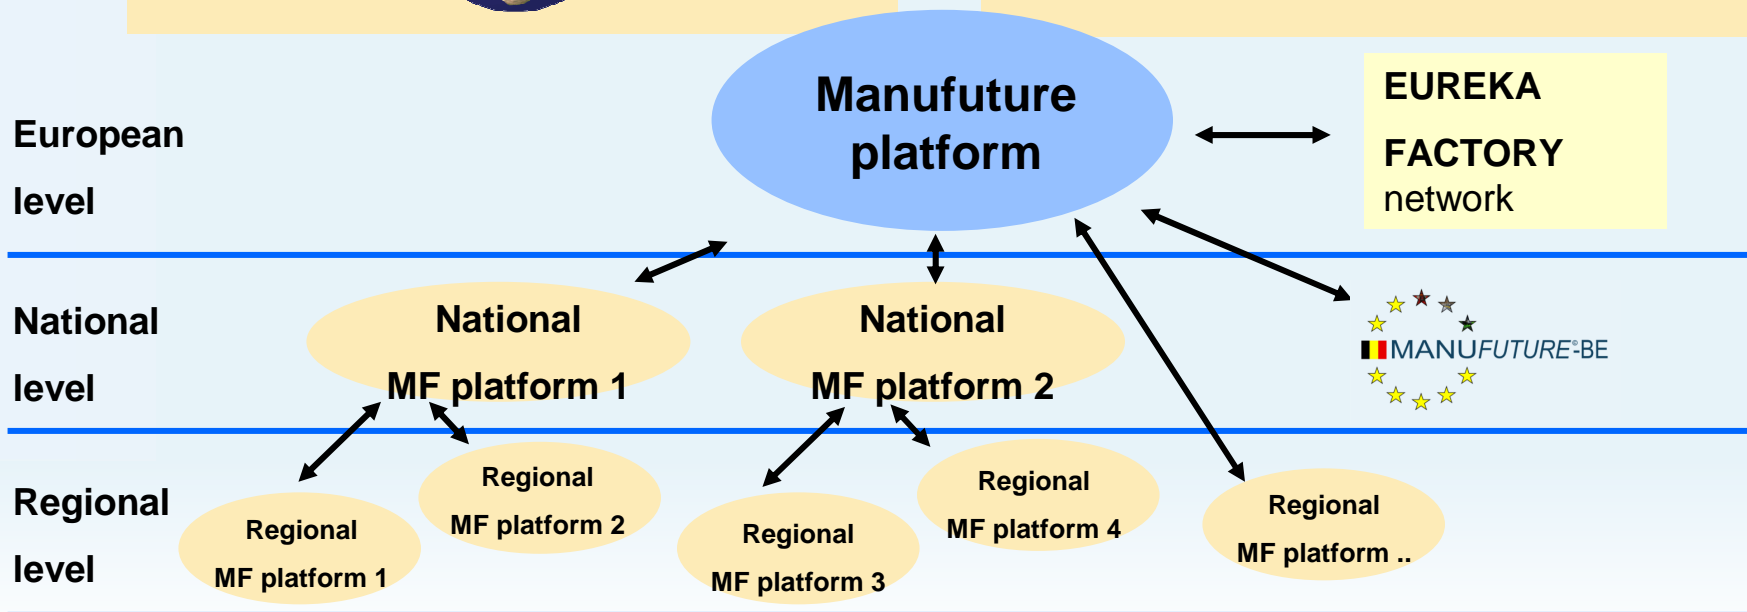 European
level
Manufuture
platform
EUREKA
FACTORY
network
National
level
National
MF platform 1
National
MF platform 2
MANUFUTURE®-BE
Regional
level
Regional
MF platform 1
Regional
MF platform 2
Regional
MF platform 3
Regional
MF platform 4
Regional
MF platform ..